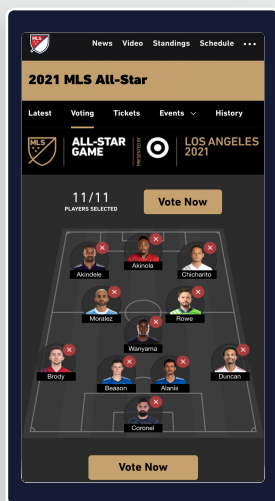 MLS
News Video Standings Schedule •••
2021 MLS All-Star
Latest Voting Tickets Events History
MLS
ALL-STAR
GAME
PRESENTED BY
LOS ANGELES
2021
11/11
PLAYERS SELECTED
Vote Now
Akinola
Akindele Chicharito
Moralez Rowe
Wanyama
Brody Duncan
Beason Alanis
Coronel
Vote Now